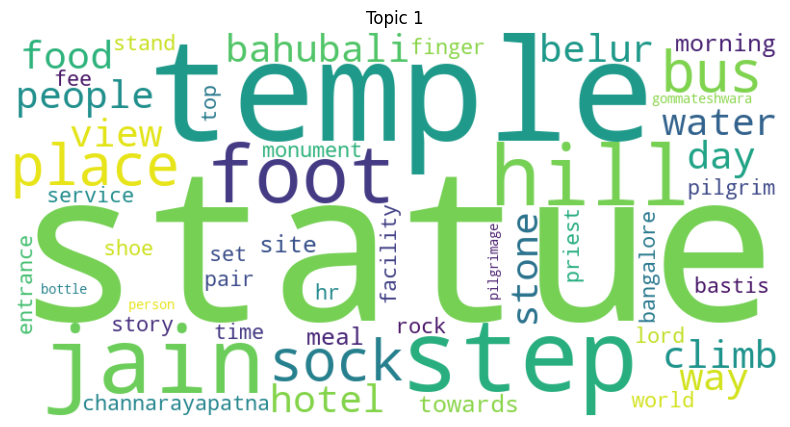 Topic 1
food stand bahubali finger belur morning
fee temple bus
people top gommateshwara
view monument water
place foot hill day
service pilgrim
statue
entrance shoe set site facility pilgrimage stone priest bangalore bastis
pair hr
bottle person
story time meal rock lord
jain sock step climb
way
channarayapatna hotel towards world